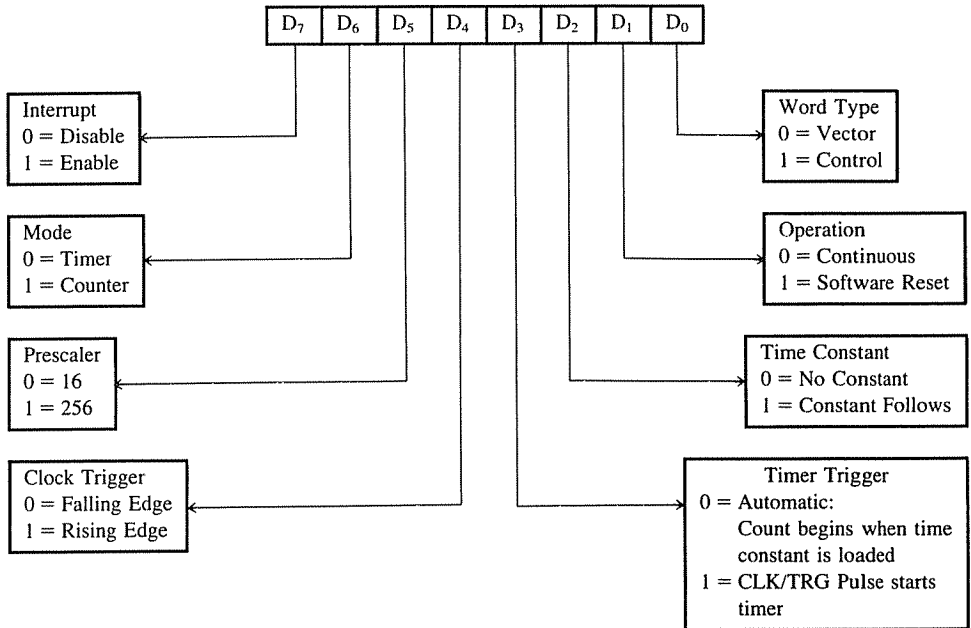 D₇ D₆ D₅ D₄ D₃ D₂ D₁ D₀
Interrupt
0 = Disable
1 = Enable
Mode
0 = Timer
1 = Counter
Prescaler
0 = 16
1 = 256
Clock Trigger
0 = Falling Edge
1 = Rising Edge
Word Type
0 = Vector
1 = Control
Operation
0 = Continuous
1 = Software Reset
Time Constant
0 = No Constant
1 = Constant Follows
Timer Trigger
0 = Automatic:
Count begins when time
constant is loaded
1 = CLK/TRG Pulse starts
timer